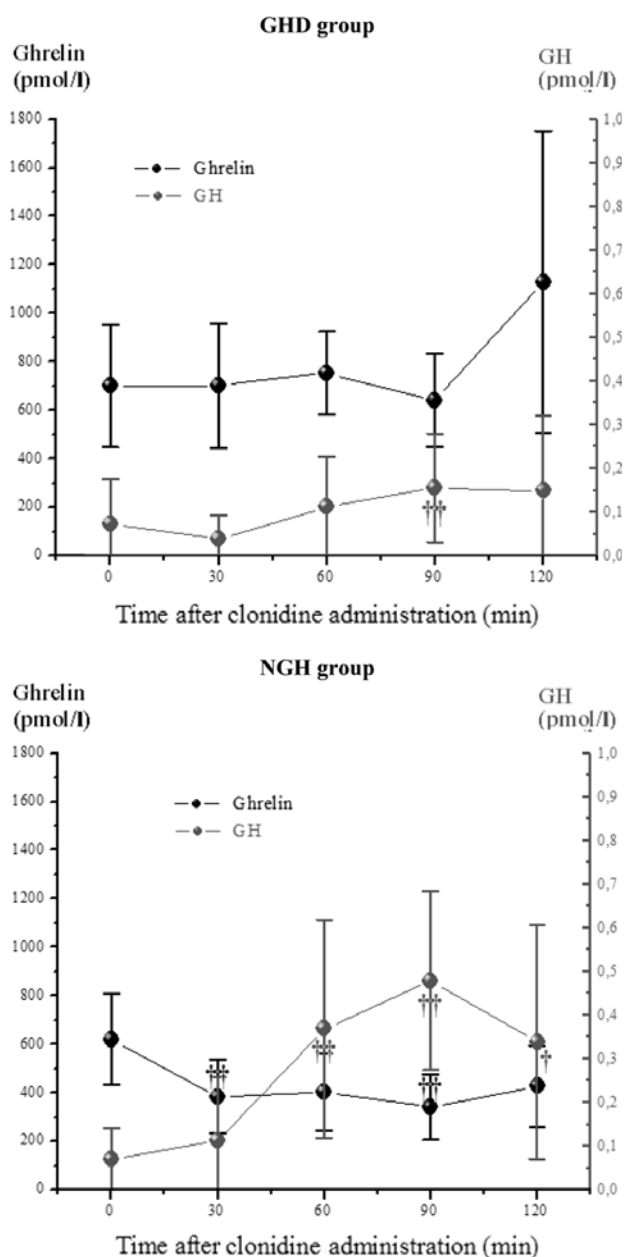 GHD group
Ghrelin
(pmol/l)
GH
(pmol/l)
1800
1600
1400
1200
1000
800
600
400
200
0
1,0
0,9
0,8
0,7
0,6
0,5
0,4
0,3
0,2
0,1
0,0
Ghrelin
GH
††
0 30 60 90 120
Time after clonidine administration (min)
NGH group
Ghrelin
(pmol/l)
GH
(pmol/l)
1800
1600
1400
1200
1000
800
600
400
200
0
1,0
0,9
0,8
0,7
0,6
0,5
0,4
0,3
0,2
0,1
0,0
Ghrelin
GH
††
††
††
††
†
0 30 60 90 120
Time after clonidine administration (min)